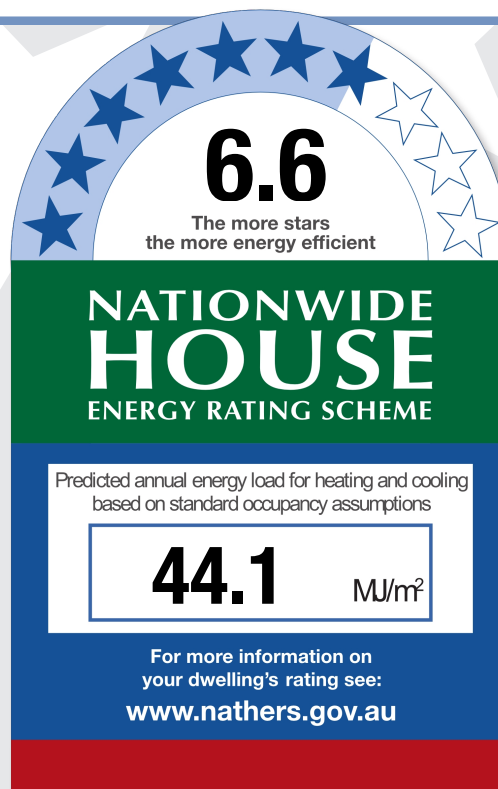 6.6
The more stars
the more energy efficient
NATIONWIDE
HOUSE
ENERGY RATING SCHEME
Predicted annual energy load for heating and cooling
based on standard occupancy assumptions
44.1 MJ/m²
For more information on
your dwelling's rating see:
www.nathers.gov.au